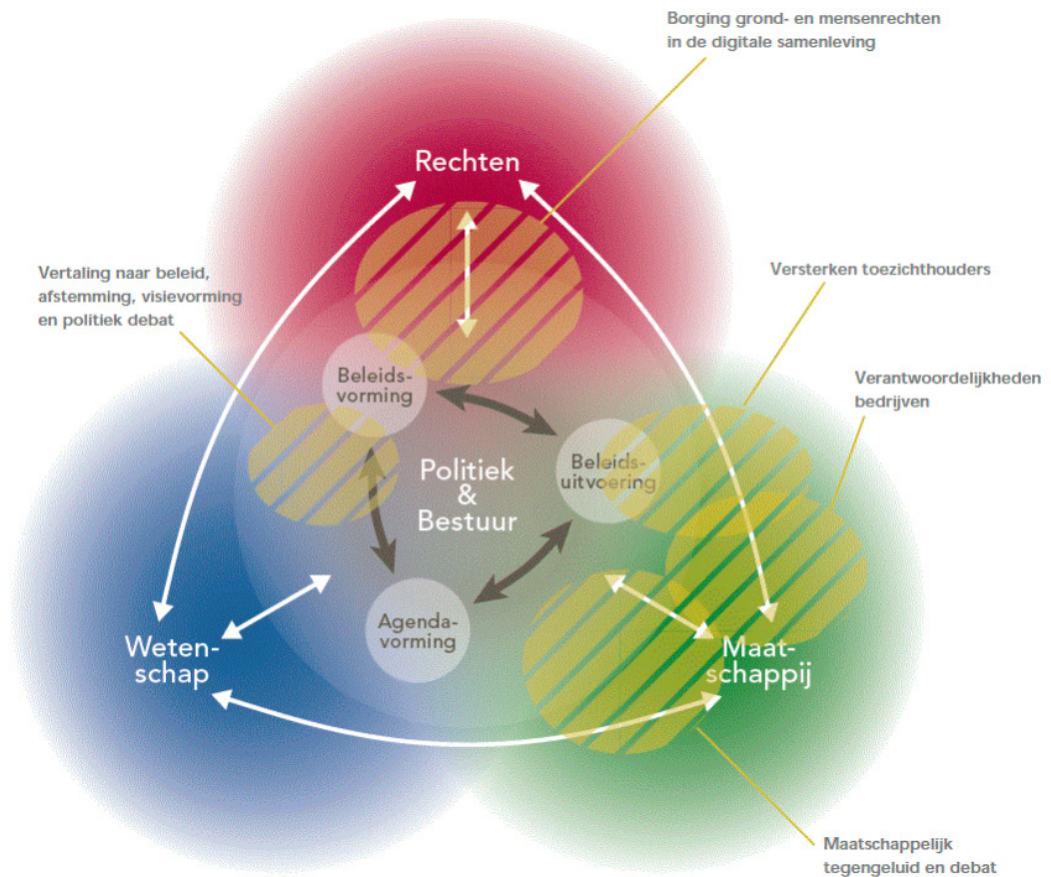 Borging grond- en mensenrechten
in de digitale samenleving
Rechten
Vertaling naar beleid,
afstemming, visievorming
en politiek debat
Versterken toezichthouders
Verantwoordelijkheden
bedrijven
Beleids-
vorming
Politiek
&
Bestuur
Beleids-
uitvoering
Agenda-
vorming
Weten-
schap
Maat-
schappij
Maatschappelijk
tegengeluid en debat